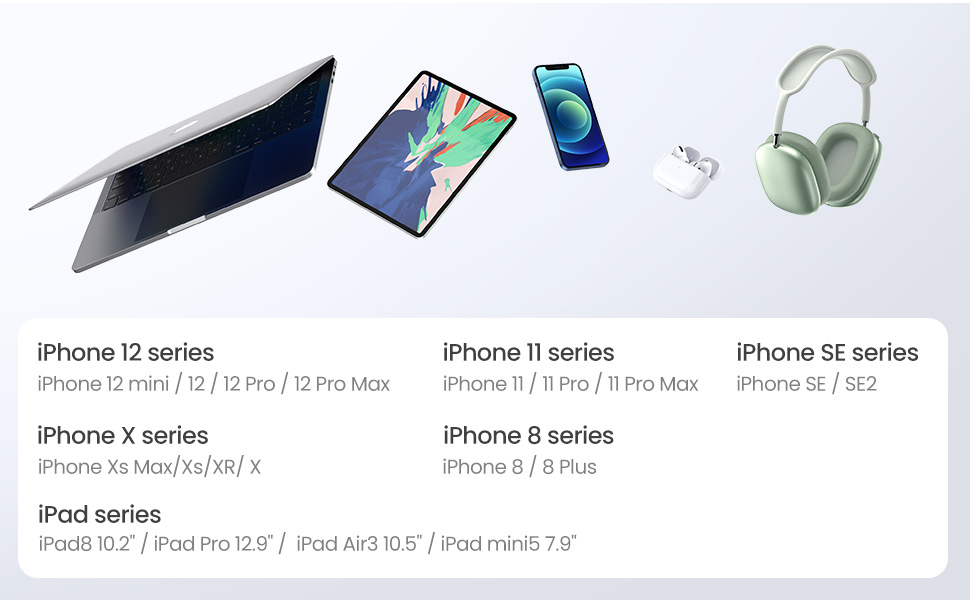 iPhone 12 series
iPhone 12 mini / 12 / 12 Pro / 12 Pro Max
iPhone 11 series
iPhone 11 / 11 Pro / 11 Pro Max
iPhone SE series
iPhone SE / SE2
iPhone X series
iPhone Xs Max/Xs/XR/ X
iPhone 8 series
iPhone 8 / 8 Plus
iPad series
iPad8 10.2" / iPad Pro 12.9" / iPad Air3 10.5" / iPad mini5 7.9"